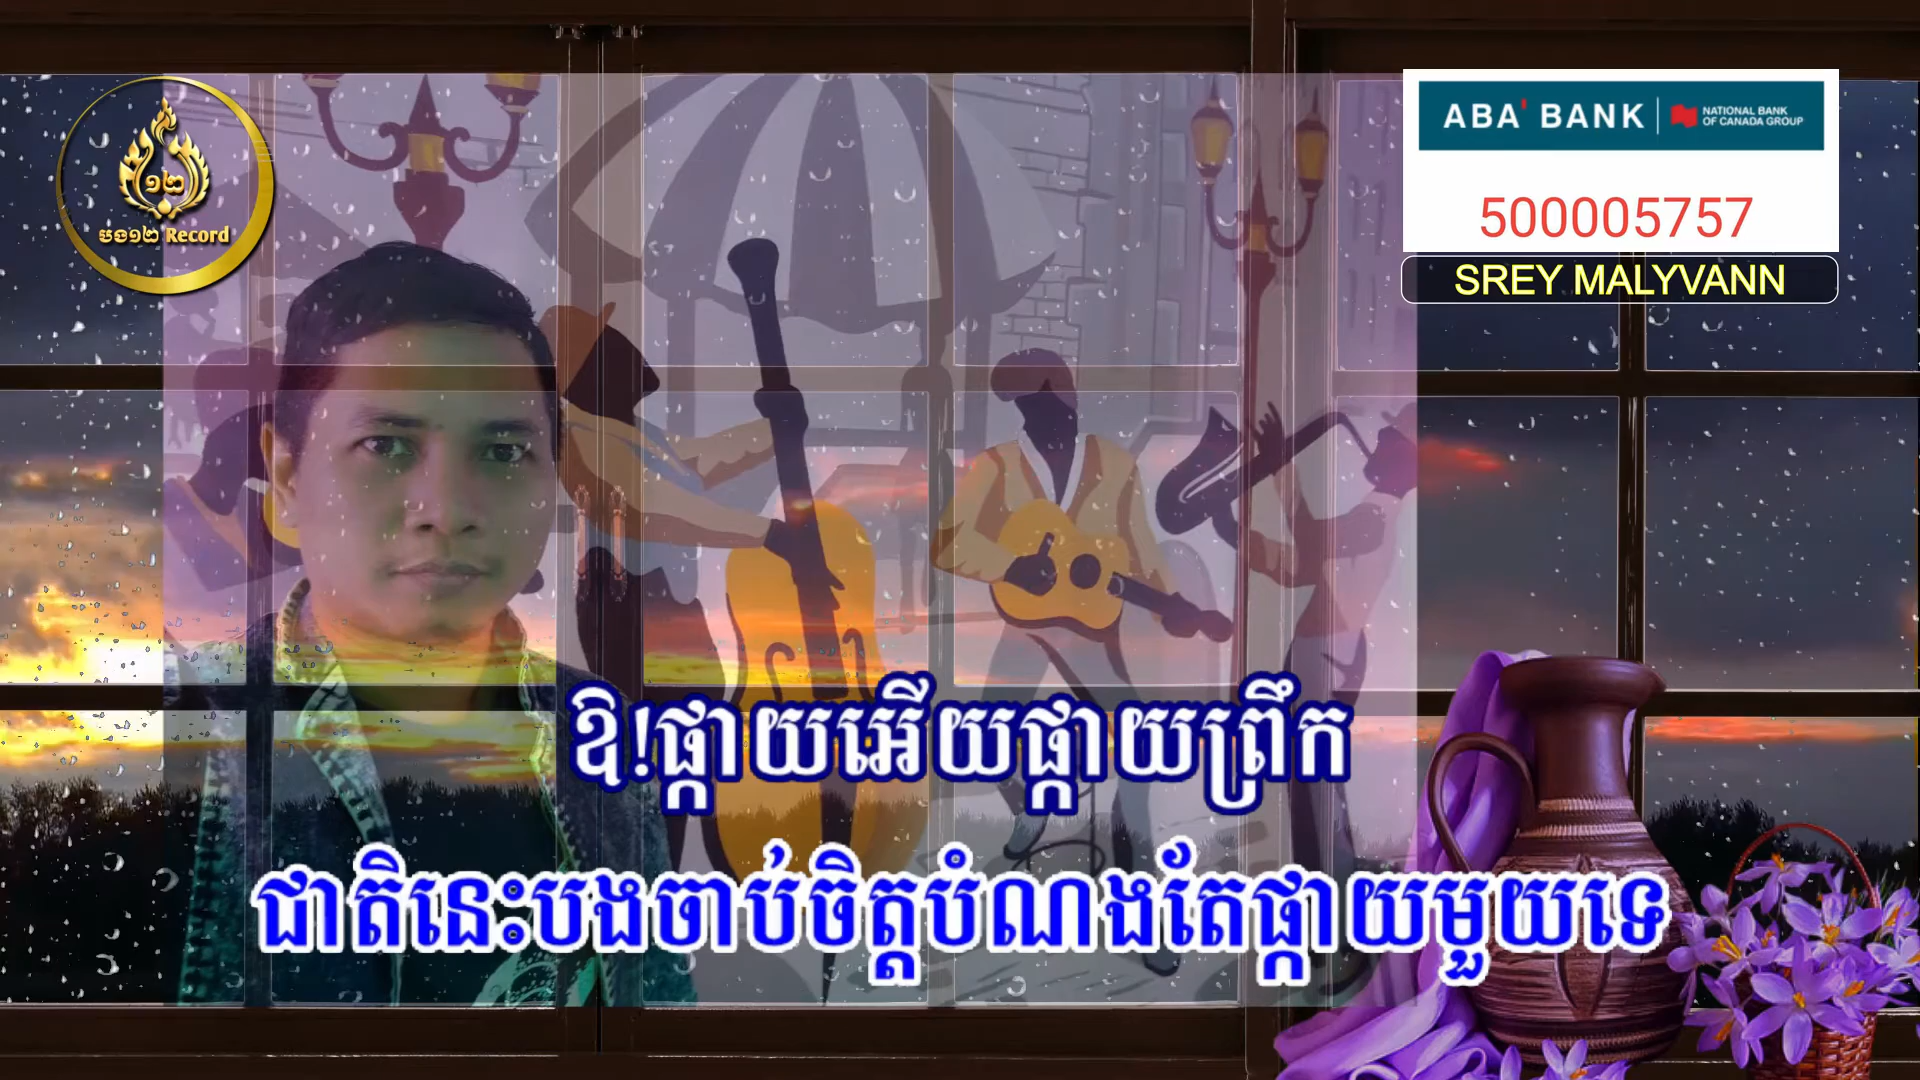 ១២
បង១២ Record
ABA' BANK
NATIONAL BANK
OF CANADA GROUP
500005757
SREY MALYVANN
ឱ!ផ្កាយអើយផ្កាយព្រឹក
ជាតិនេះបងចាប់ចិត្តបំណងតែផ្កាយមួយទេ